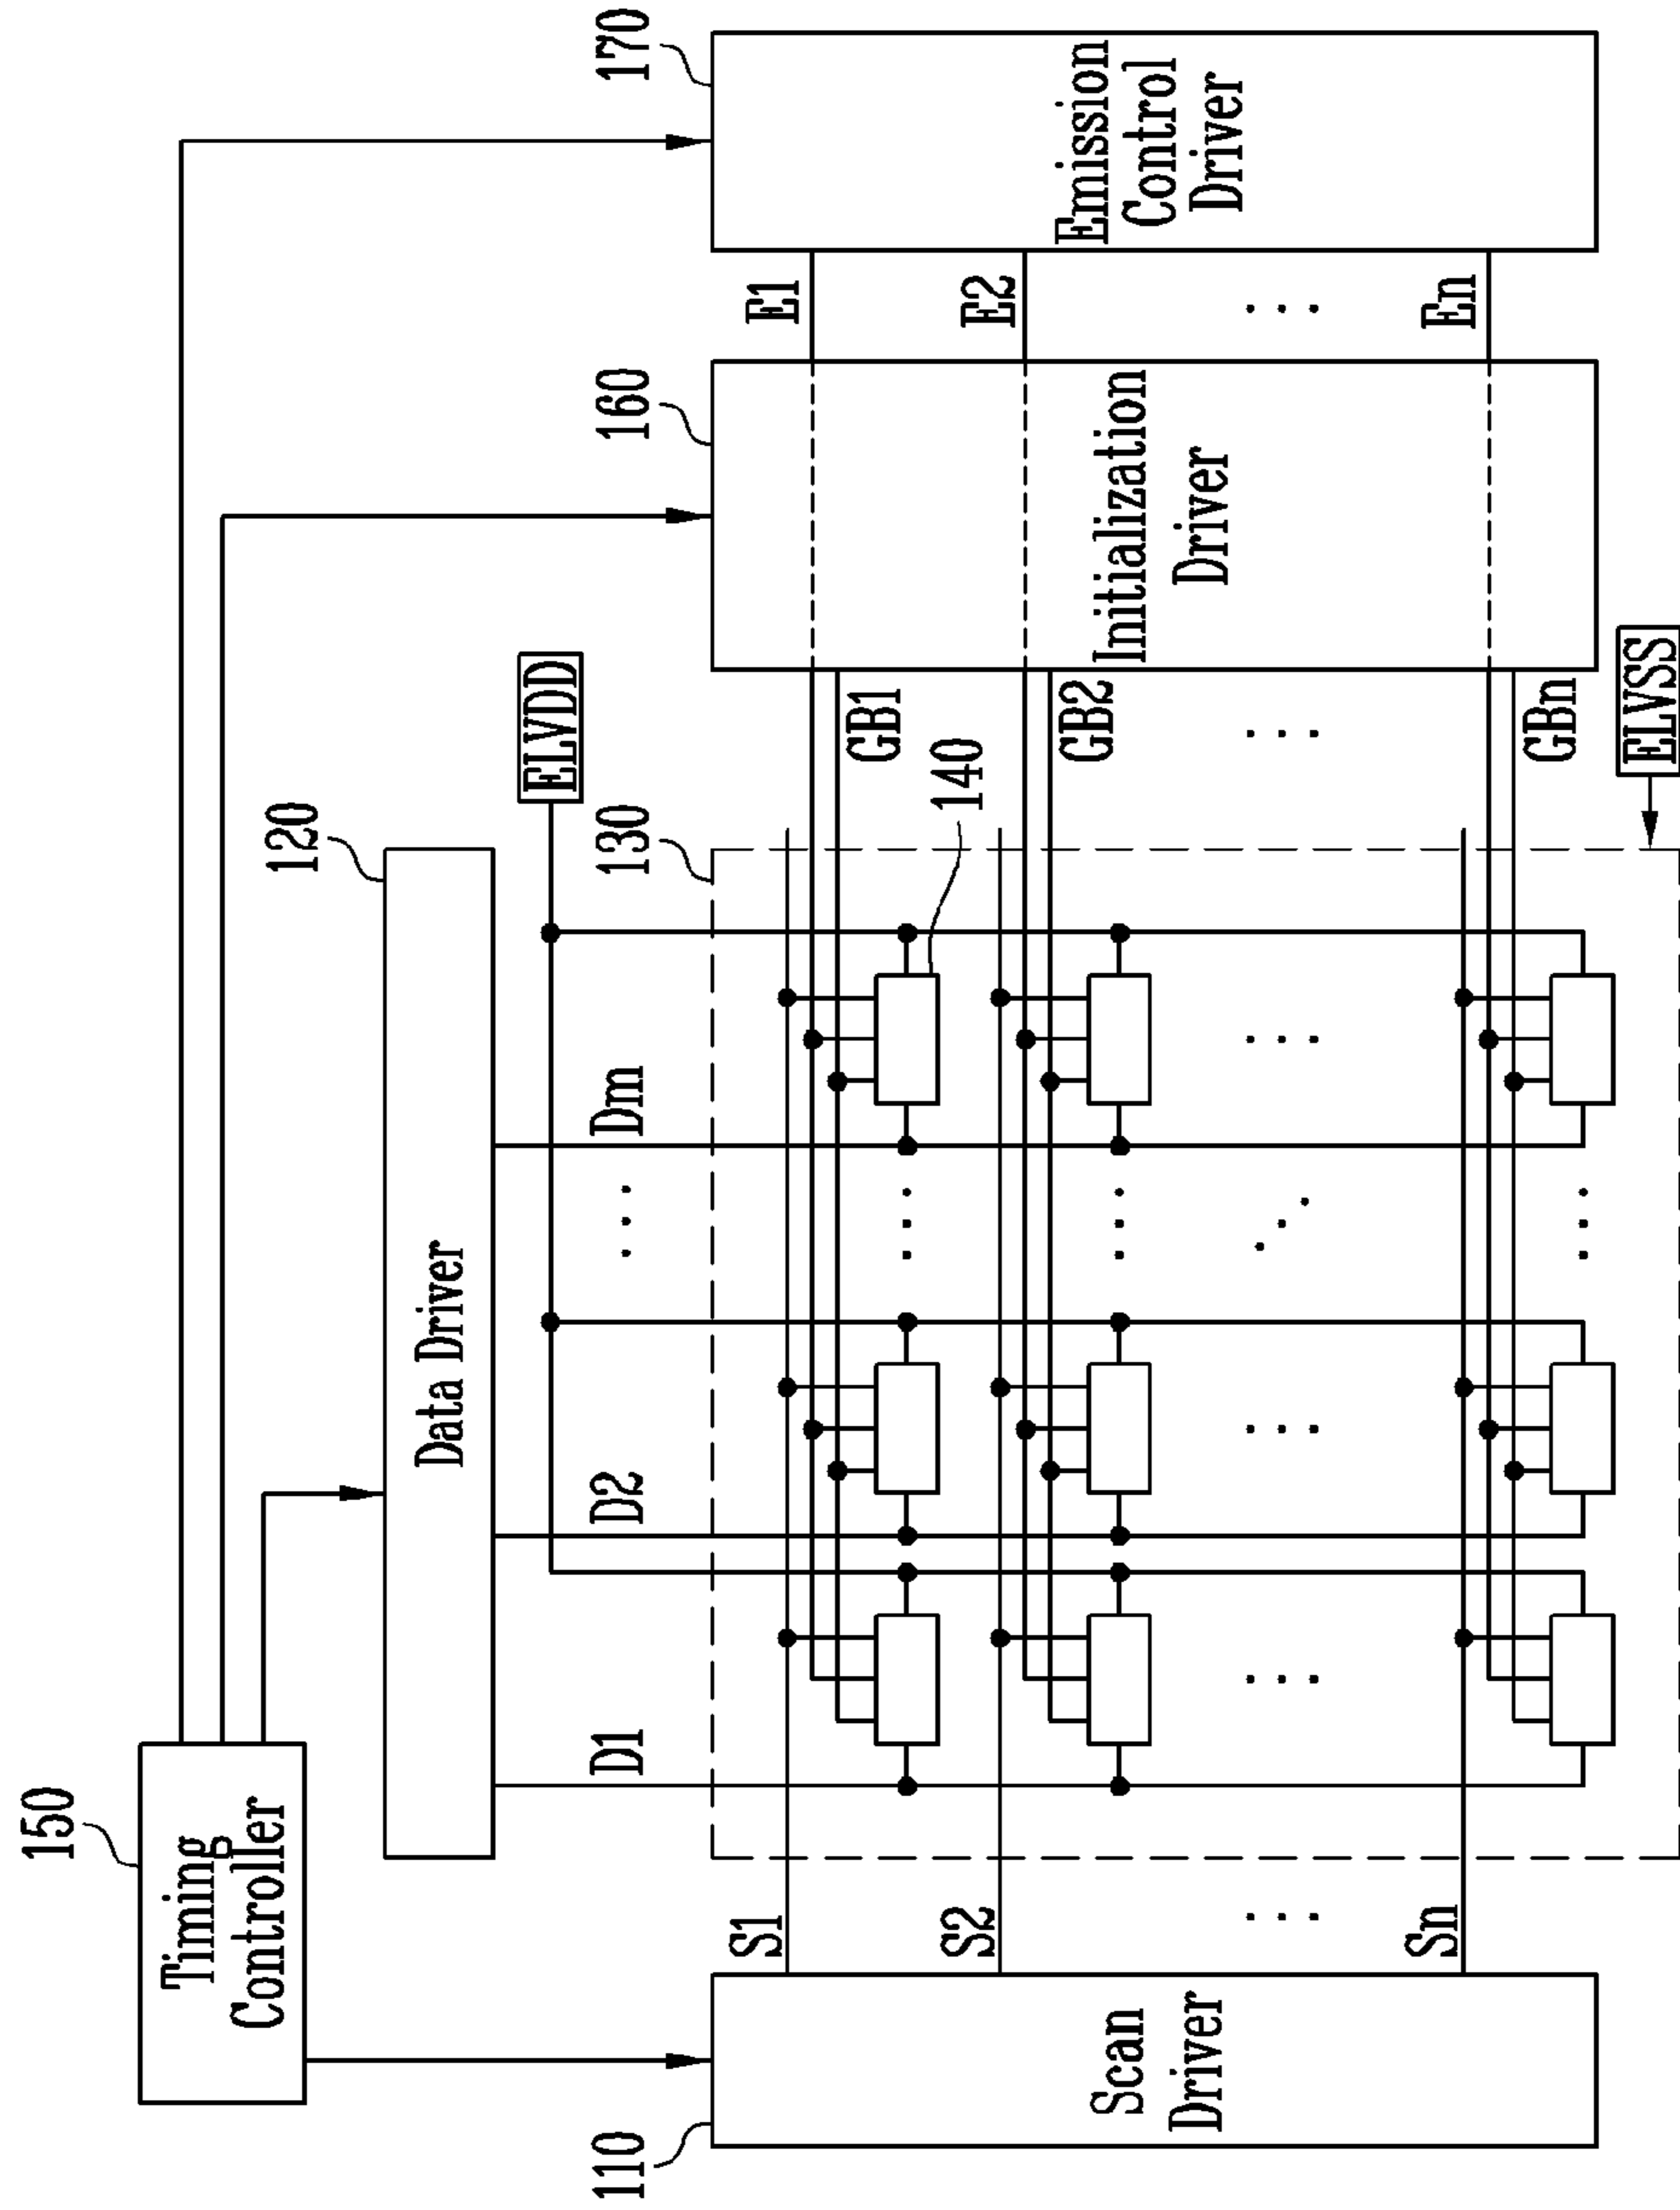 150
Timing
Controller
120
Data Driver
ELVDD
110
Scan
Driver
130
160
Initialization
Driver
170
Emission
Control
Driver
D1
D2
...
Dm
S1
S2
...
Sn
140
GB1
GB2
...
GBn
E1
E2
...
En
ELVSS